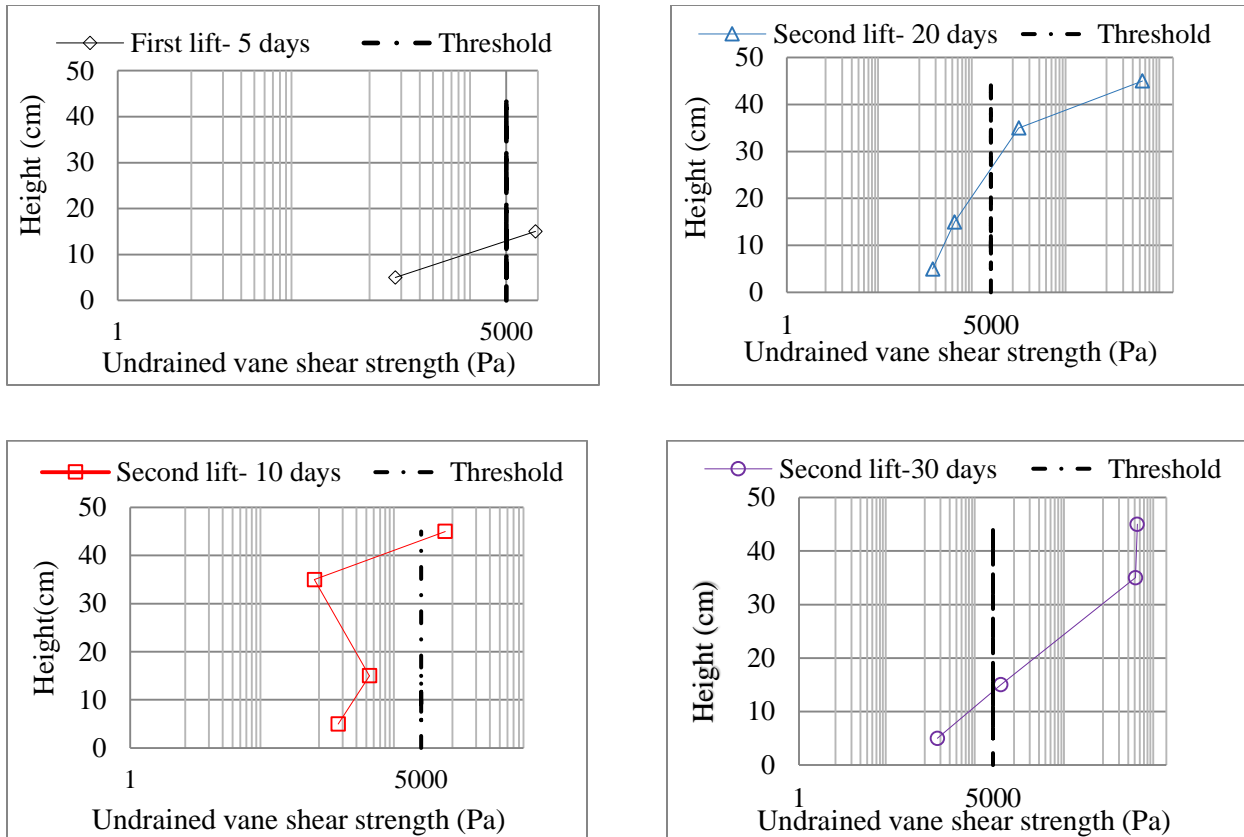 First lift- 5 days Threshold
50
40
30
20
10
0
Height (cm)
1 5000
Undrained vane shear strength (Pa)
Second lift- 20 days Threshold
50
40
30
20
10
0
Height (cm)
1 5000
Undrained vane shear strength (Pa)
Second lift- 10 days Threshold
50
40
30
20
10
0
Height(cm)
1 5000
Undrained vane shear strength (Pa)
Second lift-30 days Threshold
50
40
30
20
10
0
Height (cm)
1 5000
Undrained vane shear strength (Pa)